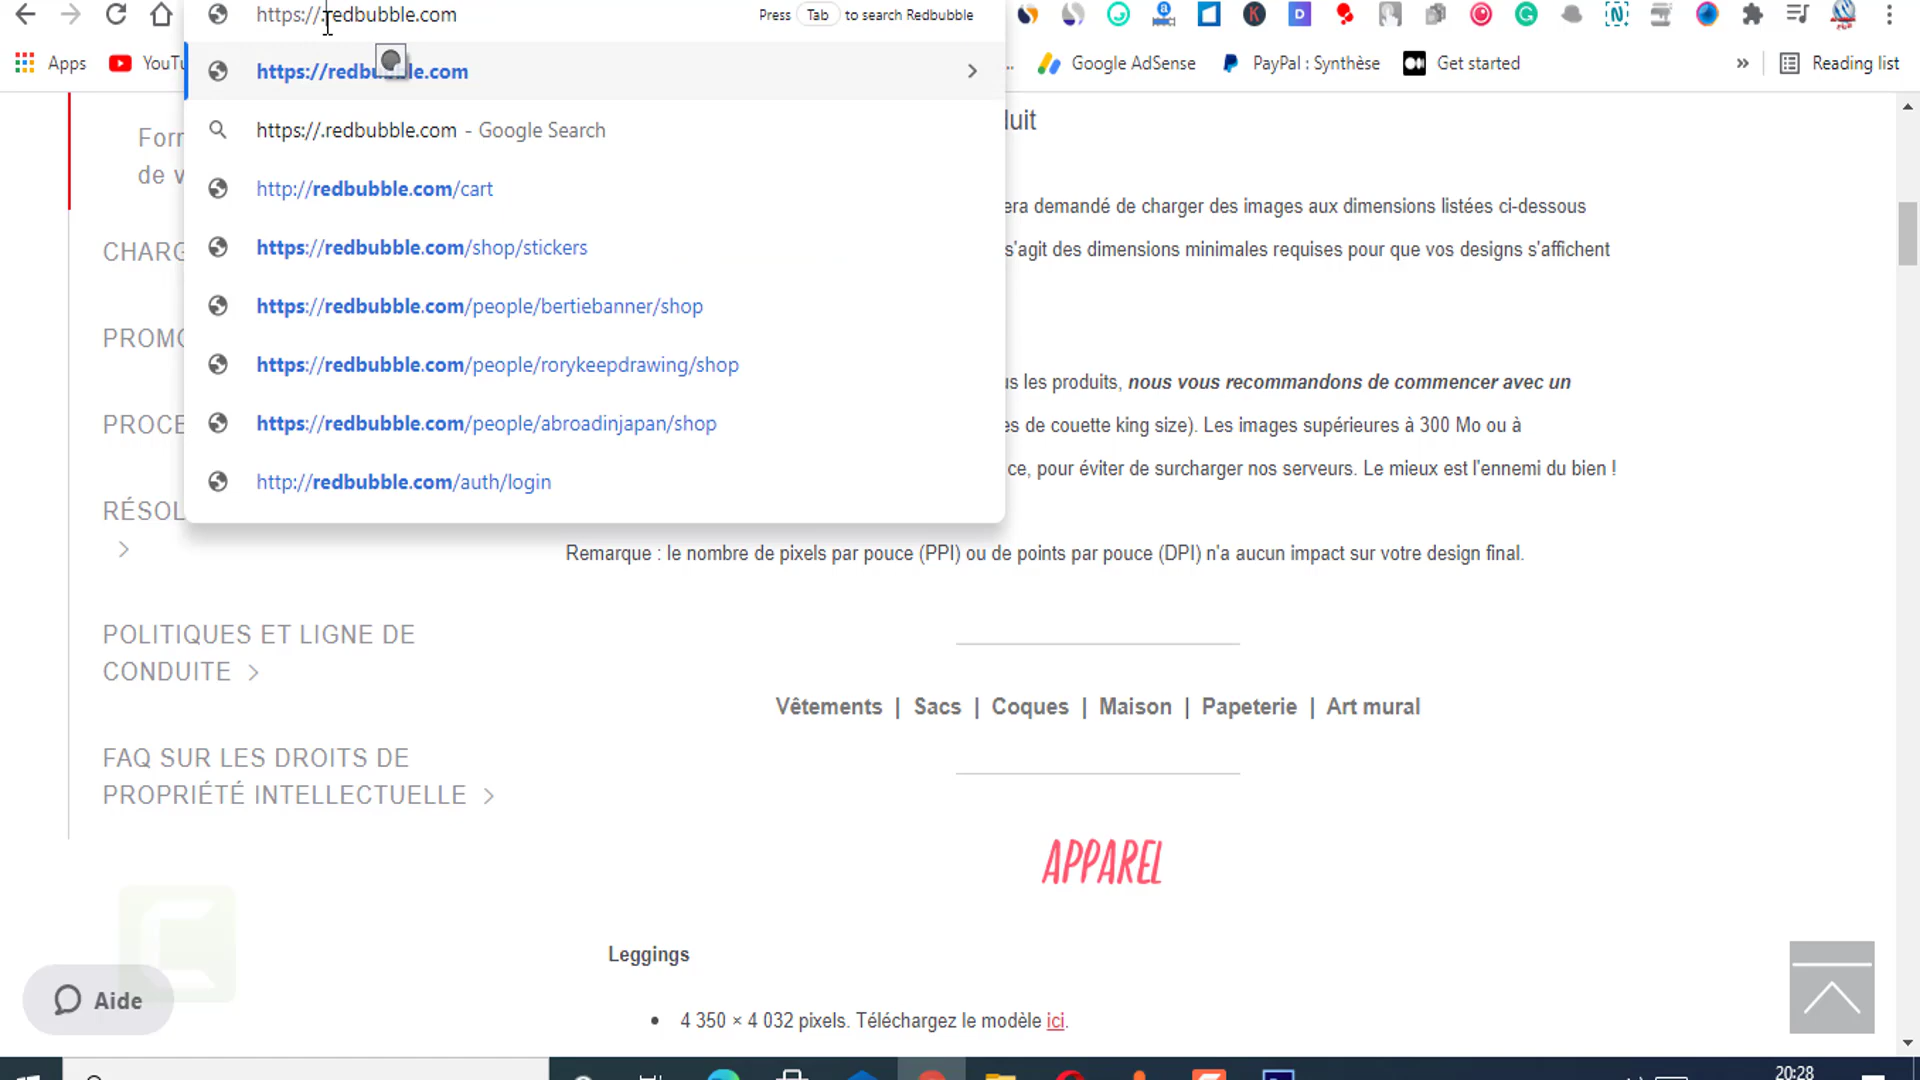 https://.redbubble.com
Press Tab to search Redbubble
Apps
YouTu
Google AdSense
PayPal : Synthèse
Get started
»
Reading list
https://redbubble.com
https://.redbubble.com - Google Search
http://redbubble.com/cart
https://redbubble.com/shop/stickers
https://redbubble.com/people/bertiebanner/shop
https://redbubble.com/people/rorykeepdrawing/shop
https://redbubble.com/people/abroadinjapan/shop
http://redbubble.com/auth/login
de v
CHARG
PROMO
PROCE
RÉSOL
POLITIQUES ET LIGNE DE
CONDUITE
FAQ SUR LES DROITS DE
PROPRIÉTÉ INTELLECTUELLE
Aide
uit
era demandé de charger des images aux dimensions listées ci-dessous
s'agit des dimensions minimales requises pour que vos designs s'affichent
us les produits, nous vous recommandons de commencer avec un
es de couette king size). Les images supérieures à 300 Mo ou à
ce, pour éviter de surcharger nos serveurs. Le mieux est l'ennemi du bien !
Remarque : le nombre de pixels par pouce (PPI) ou de points par pouce (DPI) n'a aucun impact sur votre design final.
Vêtements | Sacs | Coques | Maison | Papeterie | Art mural
APPAREL
Leggings
• 4 350 × 4 032 pixels. Téléchargez le modèle ici.
20:28